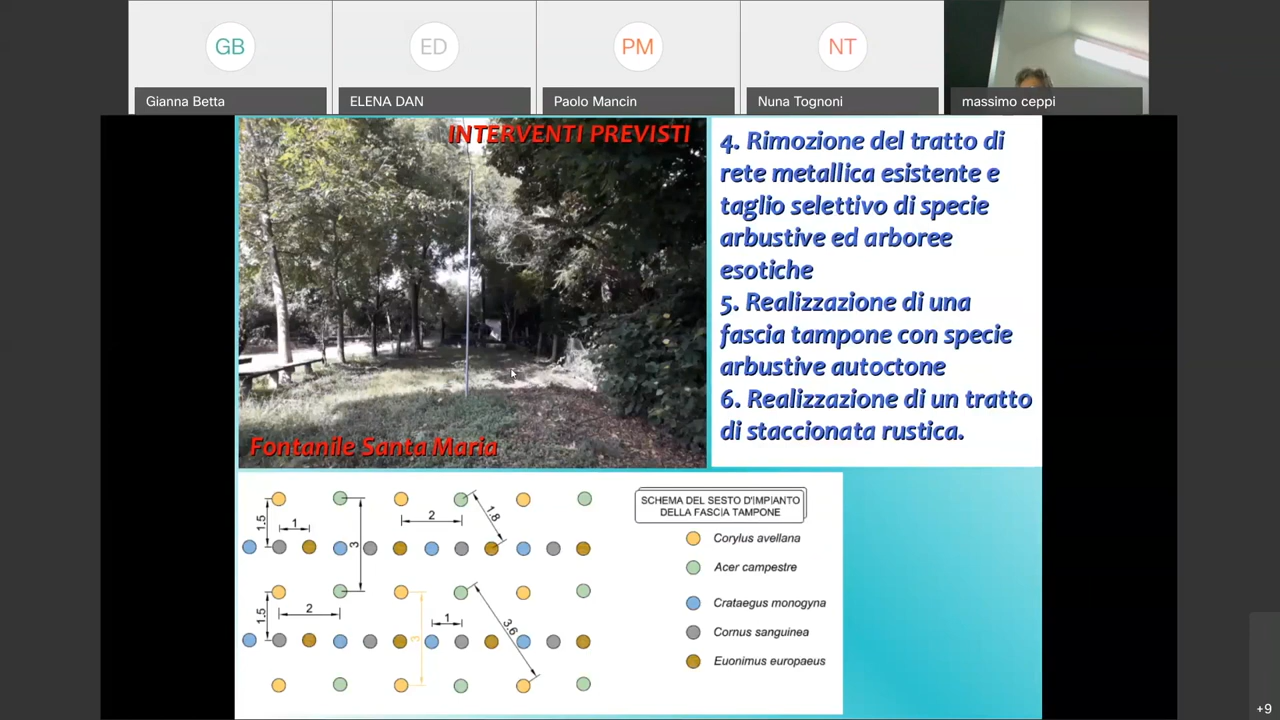 GB
ED
PM
NT
Gianna Betta
ELENA DAN
Paolo Mancin
Nuna Tognoni
massimo ceppi
INTERVENTI PREVISTI
Fontanile Santa Maria
4. Rimozione del tratto di
rete metallica esistente e
taglio selettivo di specie
arbustive ed arboree
esotiche
5. Realizzazione di una
fascia tampone con specie
arbustive autoctone
6. Realizzazione di un tratto
di staccionata rustica.
1.5
1
3
2
1.8
1.5
2
3
1
3.6
SCHEMA DEL SESTO D'IMPIANTO
DELLA FASCIA TAMPONE
Corylus avellana
Acer campestre
Crataegus monogyna
Cornus sanguinea
Euonimus europaeus
+9